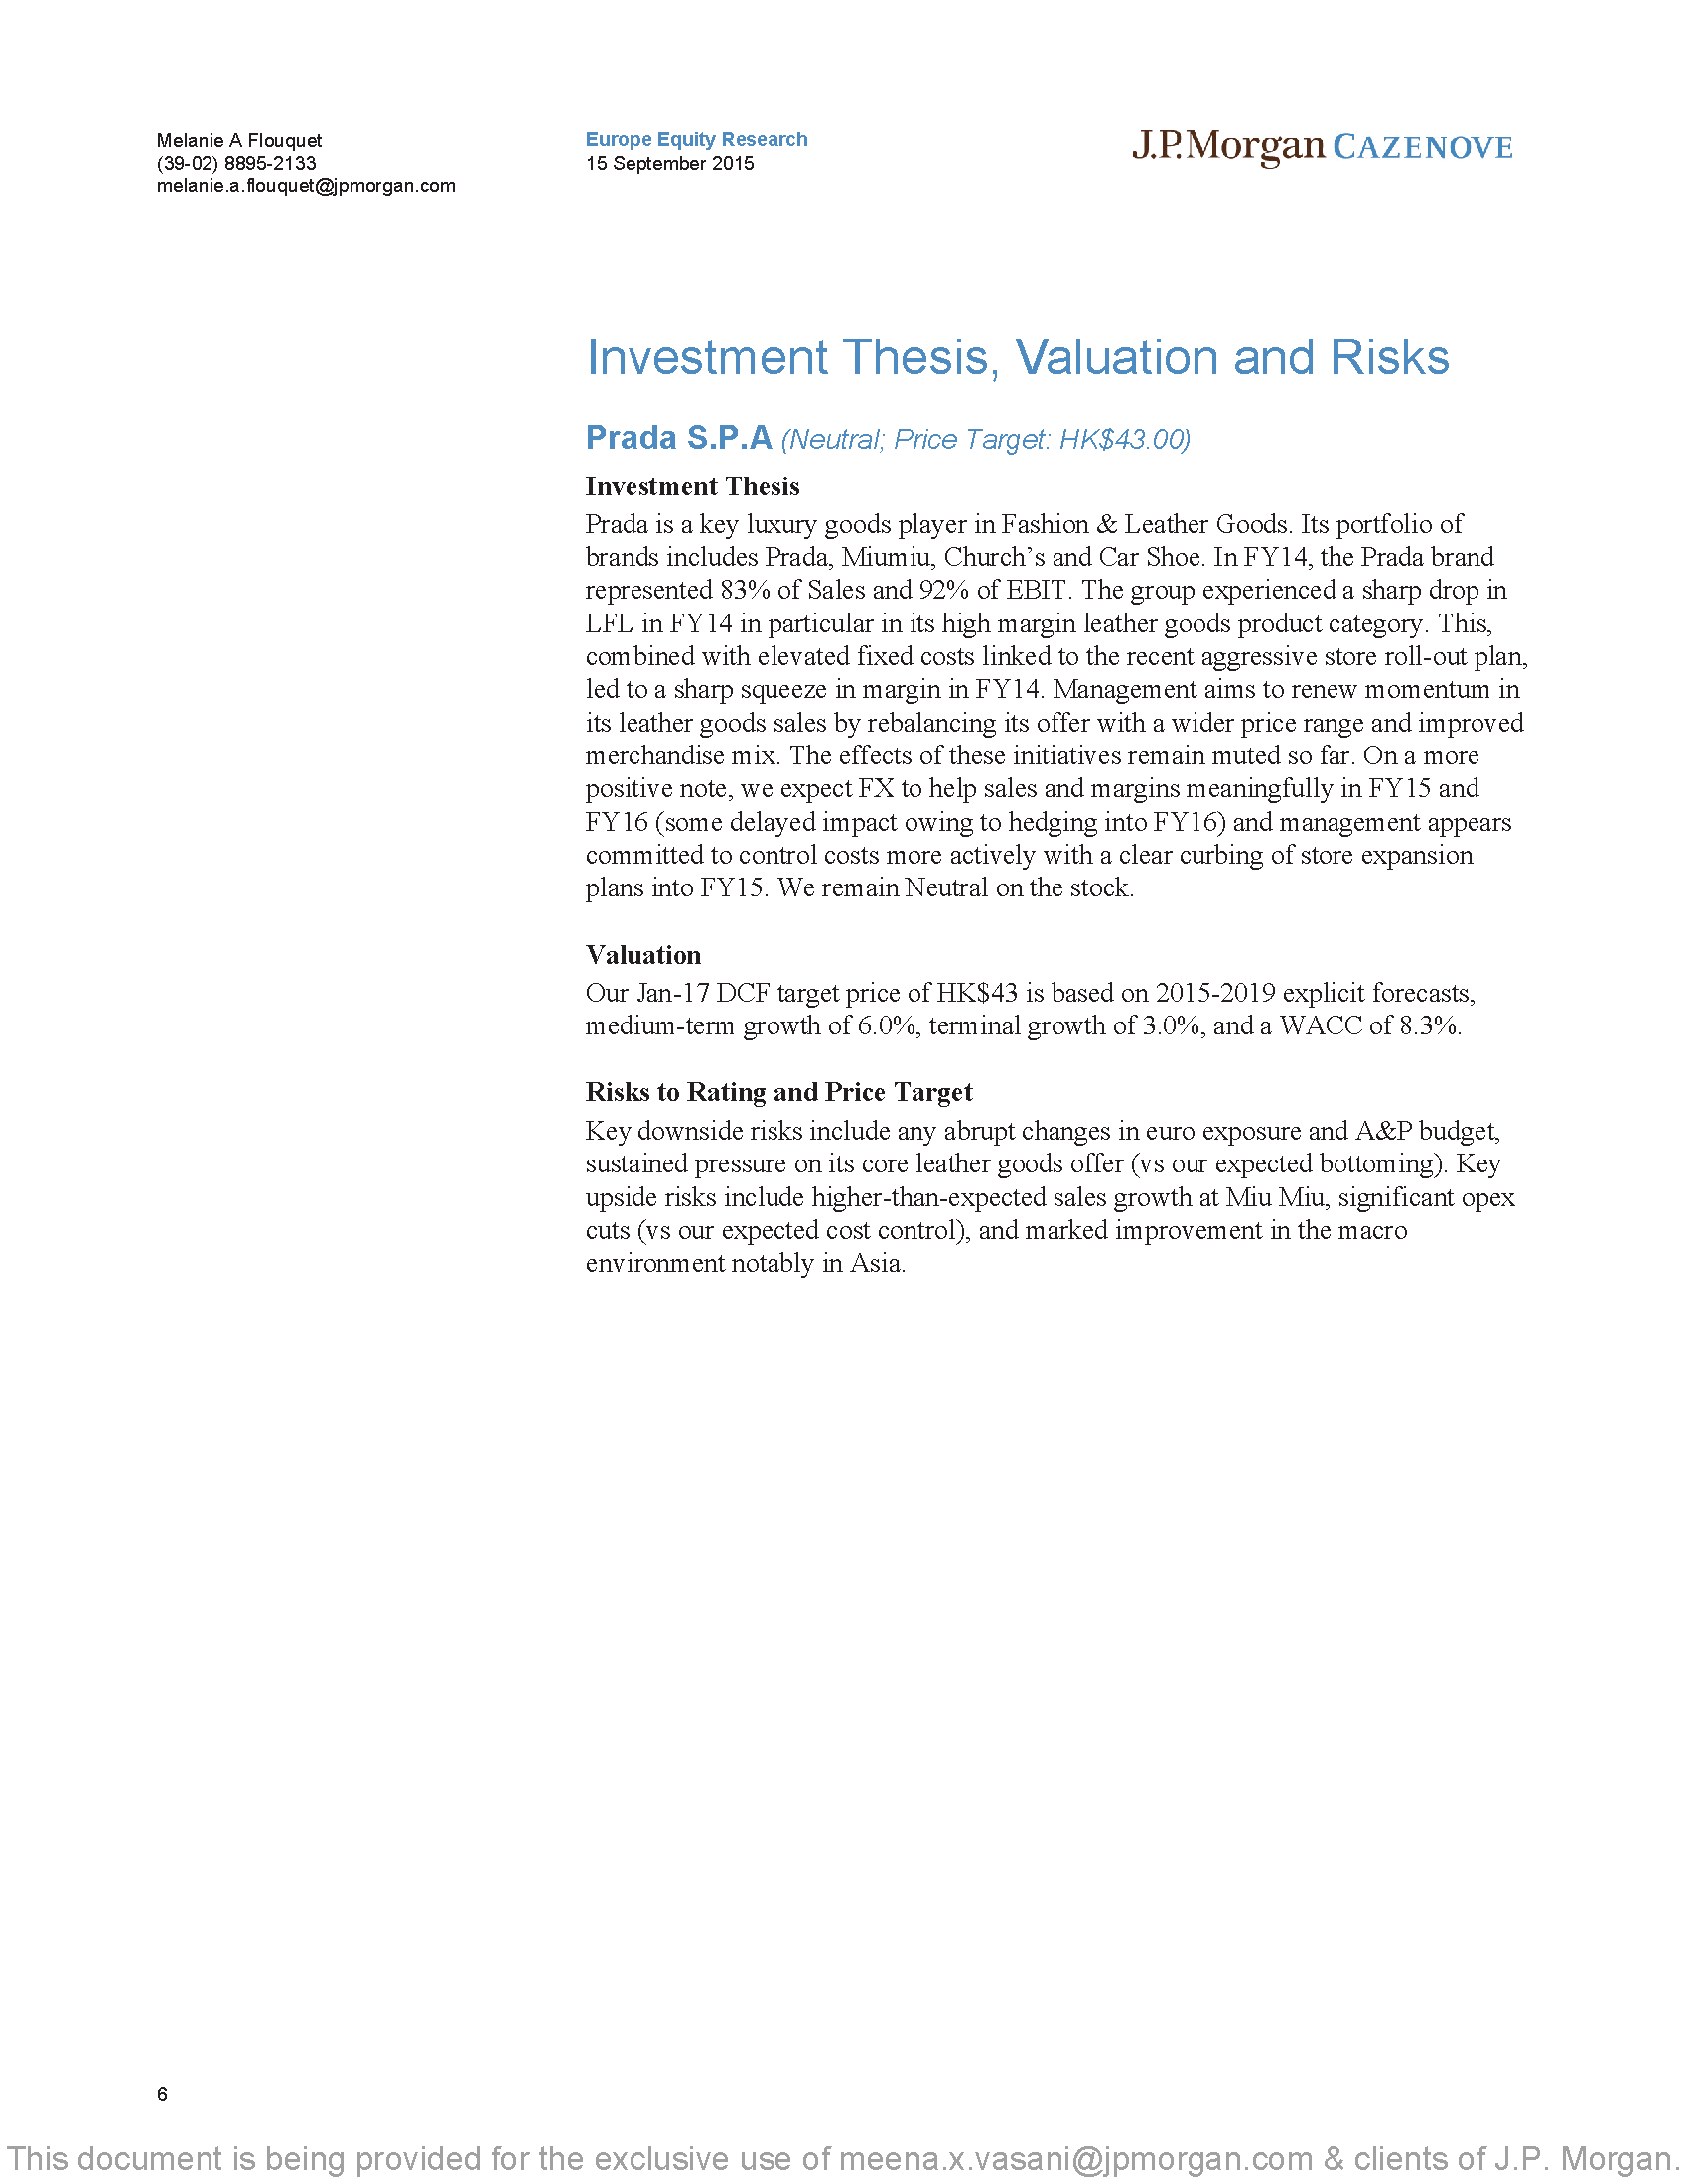 Melanie A Flouquet
(39-02) 8895-2133
melanie.a.flouquet@jpmorgan.com
Europe Equity Research
15 September 2015
J.P.Morgan CAZENOVE
Investment Thesis, Valuation and Risks
Prada S.P.A (Neutral; Price Target: HK$43.00)
Investment Thesis
Prada is a key luxury goods player in Fashion & Leather Goods. Its portfolio of
brands includes Prada, Miumiu, Church’s and Car Shoe. In FY14, the Prada brand
represented 83% of Sales and 92% of EBIT. The group experienced a sharp drop in
LFL in FY14 in particular in its high margin leather goods product category. This,
combined with elevated fixed costs linked to the recent aggressive store roll-out plan,
led to a sharp squeeze in margin in FY14. Management aims to renew momentum in
its leather goods sales by rebalancing its offer with a wider price range and improved
merchandise mix. The effects of these initiatives remain muted so far. On a more
positive note, we expect FX to help sales and margins meaningfully in FY15 and
FY16 (some delayed impact owing to hedging into FY16) and management appears
committed to control costs more actively with a clear curbing of store expansion
plans into FY15. We remain Neutral on the stock.
Valuation
Our Jan-17 DCF target price of HK$43 is based on 2015-2019 explicit forecasts,
medium-term growth of 6.0%, terminal growth of 3.0%, and a WACC of 8.3%.
Risks to Rating and Price Target
Key downside risks include any abrupt changes in euro exposure and A&P budget,
sustained pressure on its core leather goods offer (vs our expected bottoming). Key
upside risks include higher-than-expected sales growth at Miu Miu, significant opex
cuts (vs our expected cost control), and marked improvement in the macro
environment notably in Asia.
6
This document is being provided for the exclusive use of meena.x.vasani@jpmorgan.com & clients of J.P. Morgan.